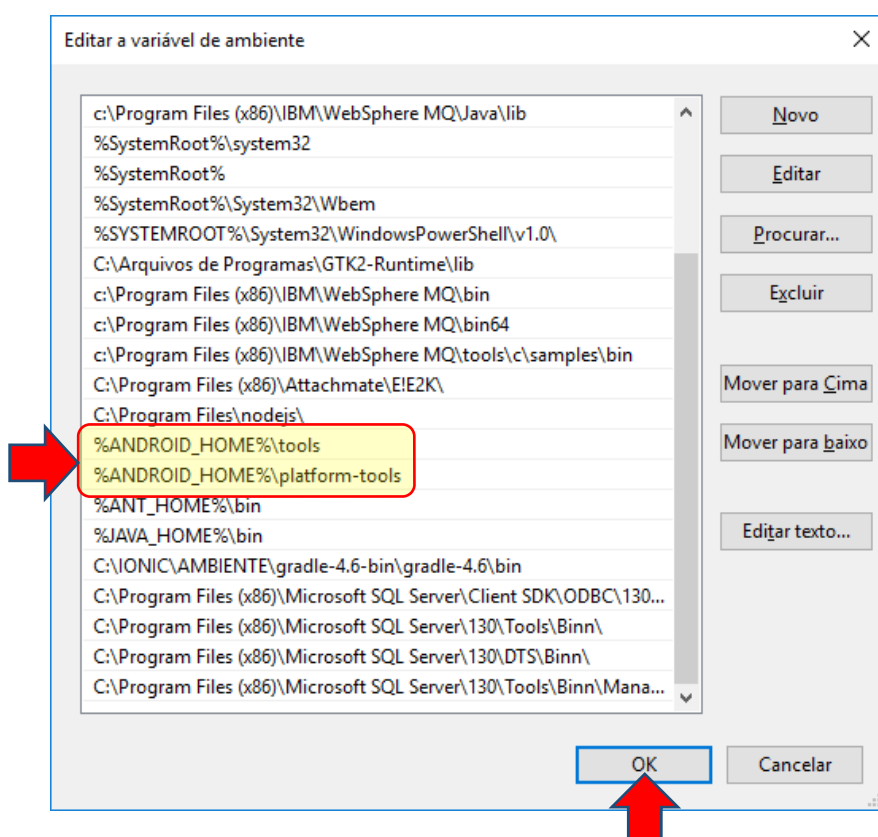 Editar a variável de ambiente
c:\Program Files (x86)\IBM\WebSphere MQ\Java\lib
%SystemRoot%\system32
%SystemRoot%
%SystemRoot%\System32\Wbem
%SYSTEMROOT%\System32\WindowsPowerShell\v1.0\
C:\Arquivos de Programas\GTK2-Runtime\lib
c:\Program Files (x86)\IBM\WebSphere MQ\bin
c:\Program Files (x86)\IBM\WebSphere MQ\bin64
c:\Program Files (x86)\IBM\WebSphere MQ\tools\c\samples\bin
C:\Program Files (x86)\Attachmate\E!E2K\
C:\Program Files\nodejs\
%ANDROID_HOME%\tools
%ANDROID_HOME%\platform-tools
%ANT_HOME%\bin
%JAVA_HOME%\bin
C:\IONIC\AMBIENTE\gradle-4.6-bin\gradle-4.6\bin
C:\Program Files (x86)\Microsoft SQL Server\Client SDK\ODBC\130...
C:\Program Files (x86)\Microsoft SQL Server\130\Tools\Binn\
C:\Program Files (x86)\Microsoft SQL Server\130\DTS\Binn\
C:\Program Files (x86)\Microsoft SQL Server\130\Tools\Binn\Mana...
Novo
Editar
Procurar...
Excluir
Mover para Cima
Mover para baixo
Editar texto...
OK
Cancelar